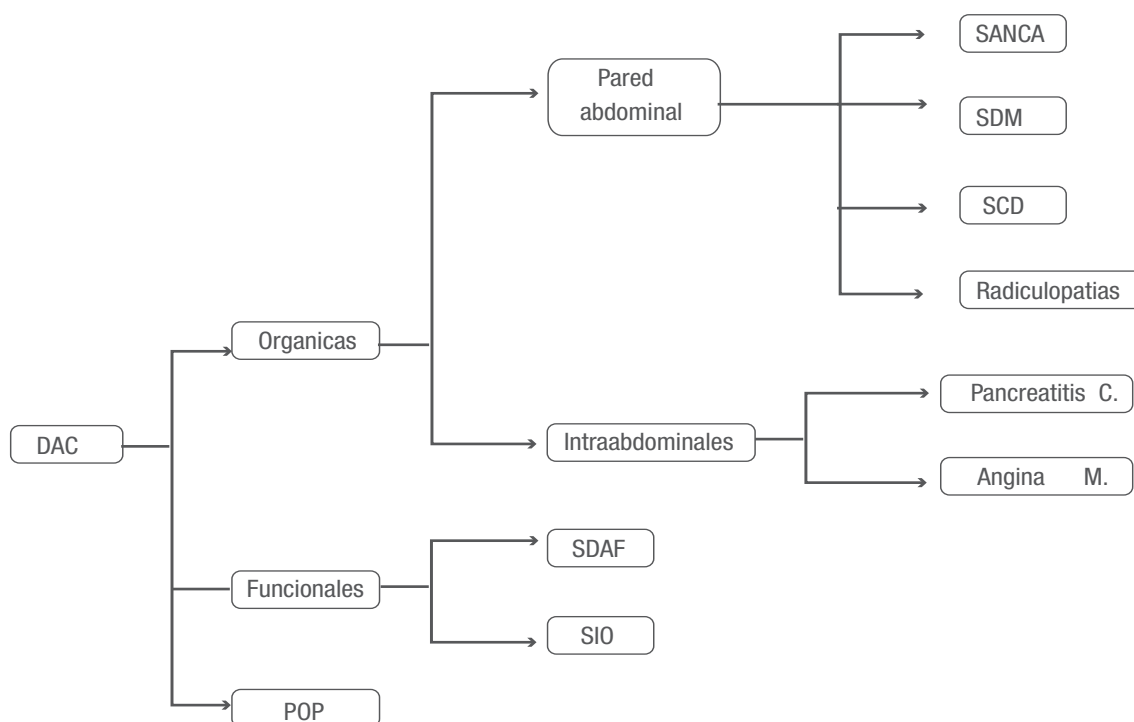 SANCA
Pared
abdominal
SDM
SCD
Radiculopatias
Organicas
Pancreatitis C.
DAC
Intraabdominales
Angina M.
SDAF
Funcionales
SIO
POP